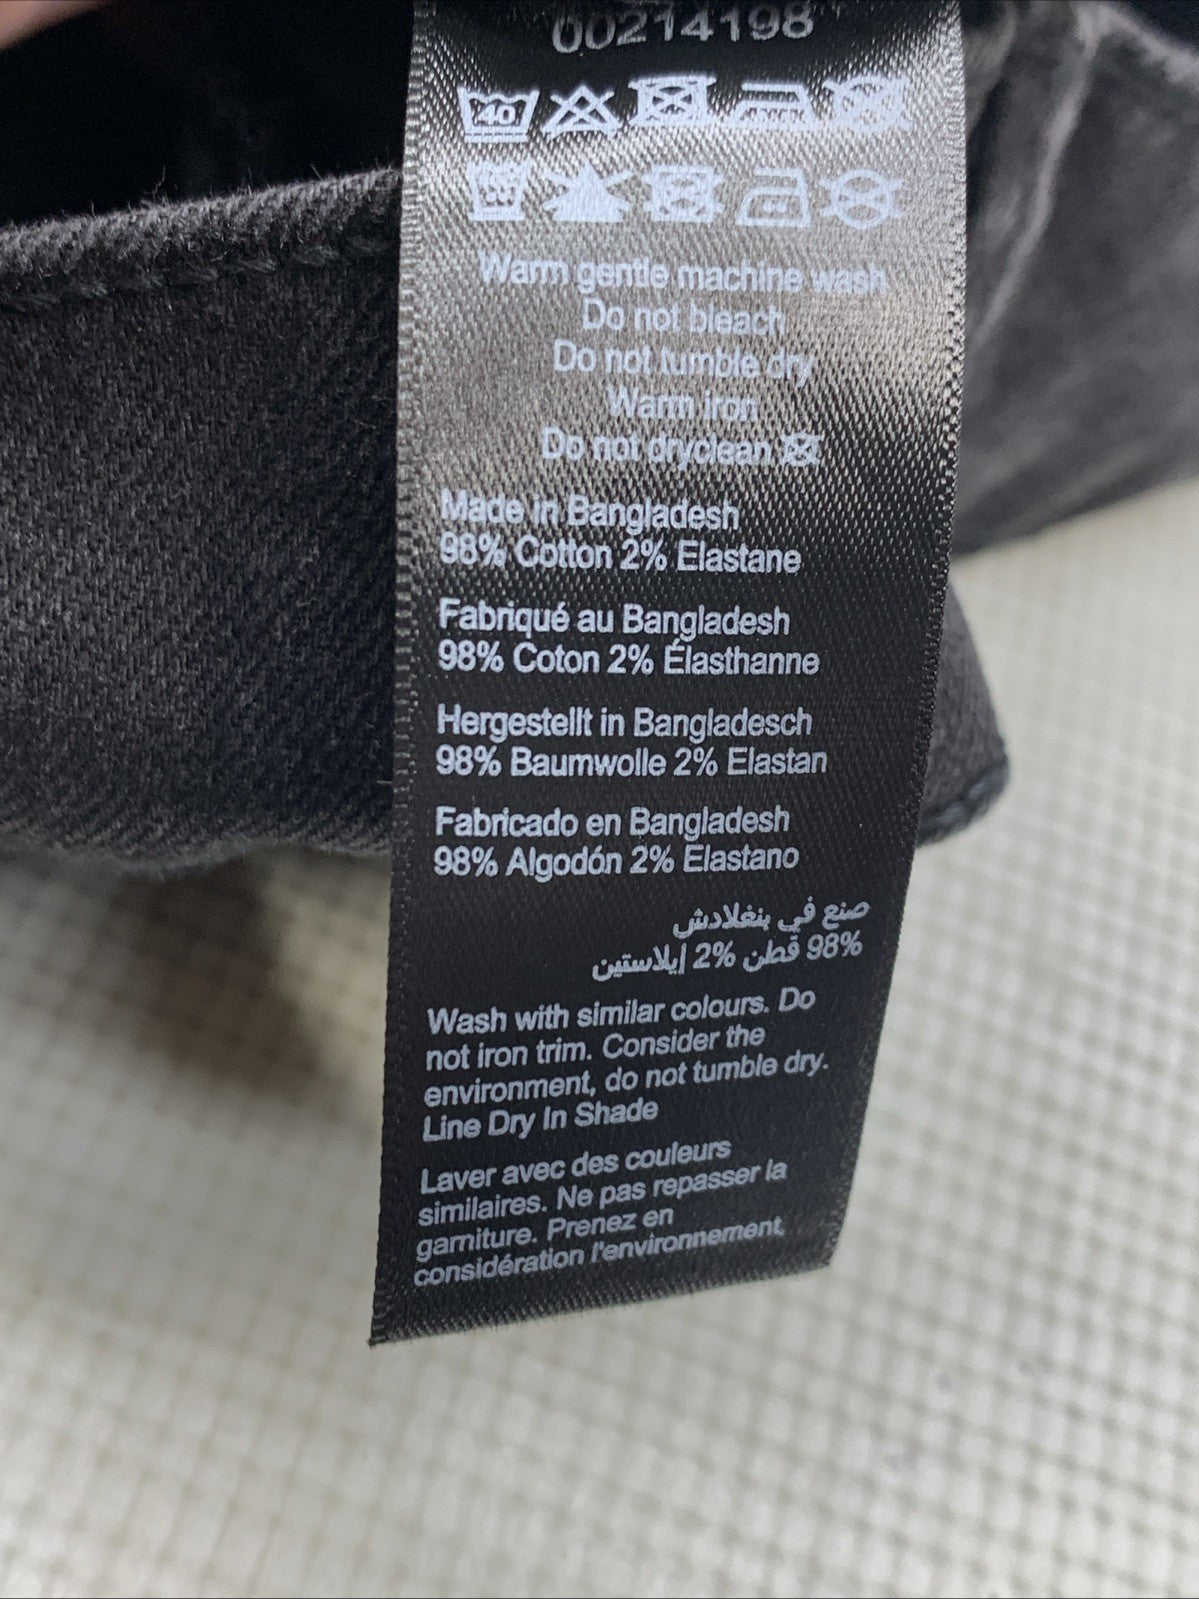 00214198
40
Warm gentle machine wash
Do not bleach
Do not tumble dry
Warm iron
Do not dryclean
Made in Bangladesh
98% Cotton 2% Elastane
Fabriqué au Bangladesh
98% Coton 2% Élasthanne
Hergestellt in Bangladesch
98% Baumwolle 2% Elastan
Fabricado en Bangladesh
98% Algodón 2% Elastano
صنع في بنغلادش
98% قطن 2% إيلاستين
Wash with similar colours. Do
not iron trim. Consider the
environment, do not tumble dry.
Line Dry In Shade
Laver avec des couleurs
similaires. Ne pas repasser la
garniture. Prenez en
considération l'environnement,